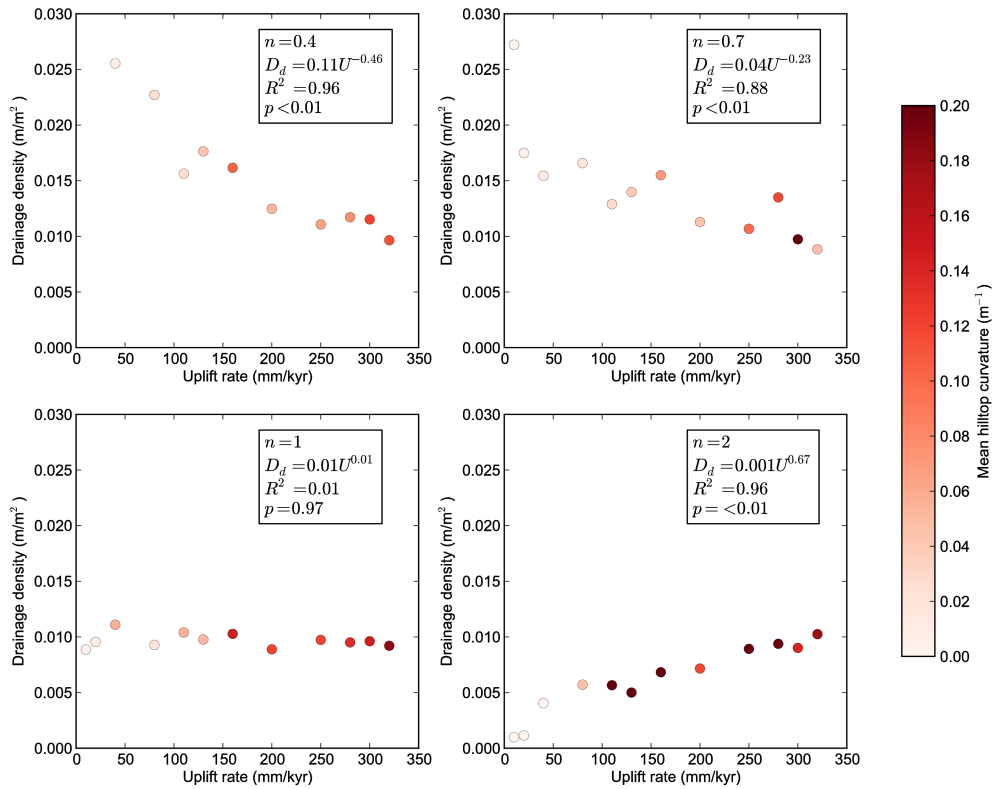 0.030
0.025
0.020
0.015
0.010
0.005
0.000
0 50 100 150 200 250 300 350
Drainage density (m/m² )
Uplift rate (mm/kyr)
n =0.4
D_d =0.11U^−0.46
R² =0.96
p <0.01
0.030
0.025
0.020
0.015
0.010
0.005
0.000
0 50 100 150 200 250 300 350
Drainage density (m/m² )
Uplift rate (mm/kyr)
n =0.7
D_d =0.04U^−0.23
R² =0.88
p <0.01
0.030
0.025
0.020
0.015
0.010
0.005
0.000
0 50 100 150 200 250 300 350
Drainage density (m/m² )
Uplift rate (mm/kyr)
n =1
D_d =0.01U^0.01
R² =0.01
p =0.97
0.030
0.025
0.020
0.015
0.010
0.005
0.000
0 50 100 150 200 250 300 350
Drainage density (m/m² )
Uplift rate (mm/kyr)
n =2
D_d =0.001U^0.67
R² =0.96
p = <0.01
0.20
0.18
0.16
0.14
0.12
0.10
0.08
0.06
0.04
0.02
0.00
Mean hilltop curvature (m⁻¹)